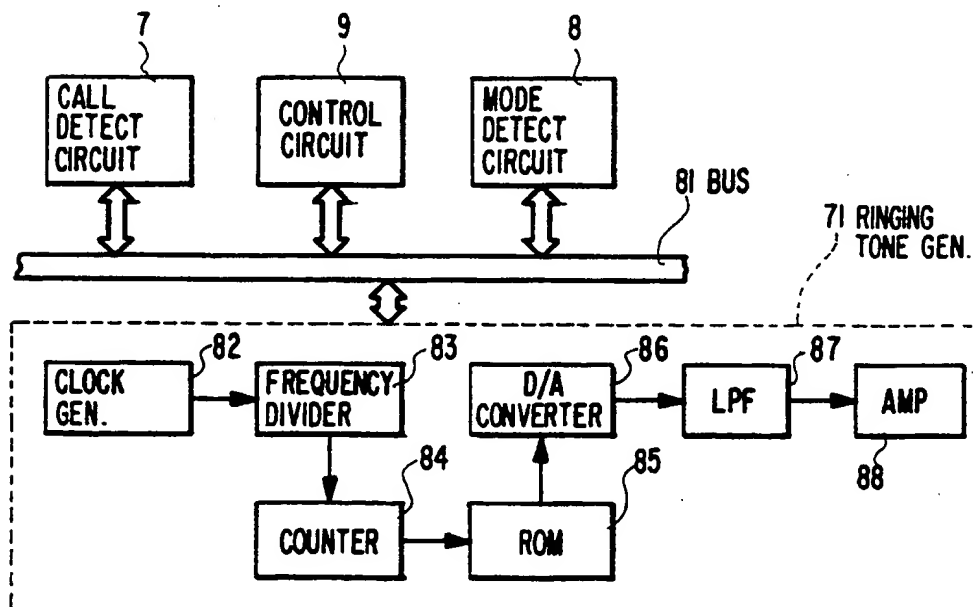 7
9
8
CALL
DETECT
CIRCUIT
CONTROL
CIRCUIT
MODE
DETECT
CIRCUIT
81 BUS
71 RINGING
TONE GEN.
82
83
86
87
CLOCK
GEN.
FREQUENCY
DIVIDER
D/A
CONVERTER
LPF
AMP
84
85
88
COUNTER
ROM